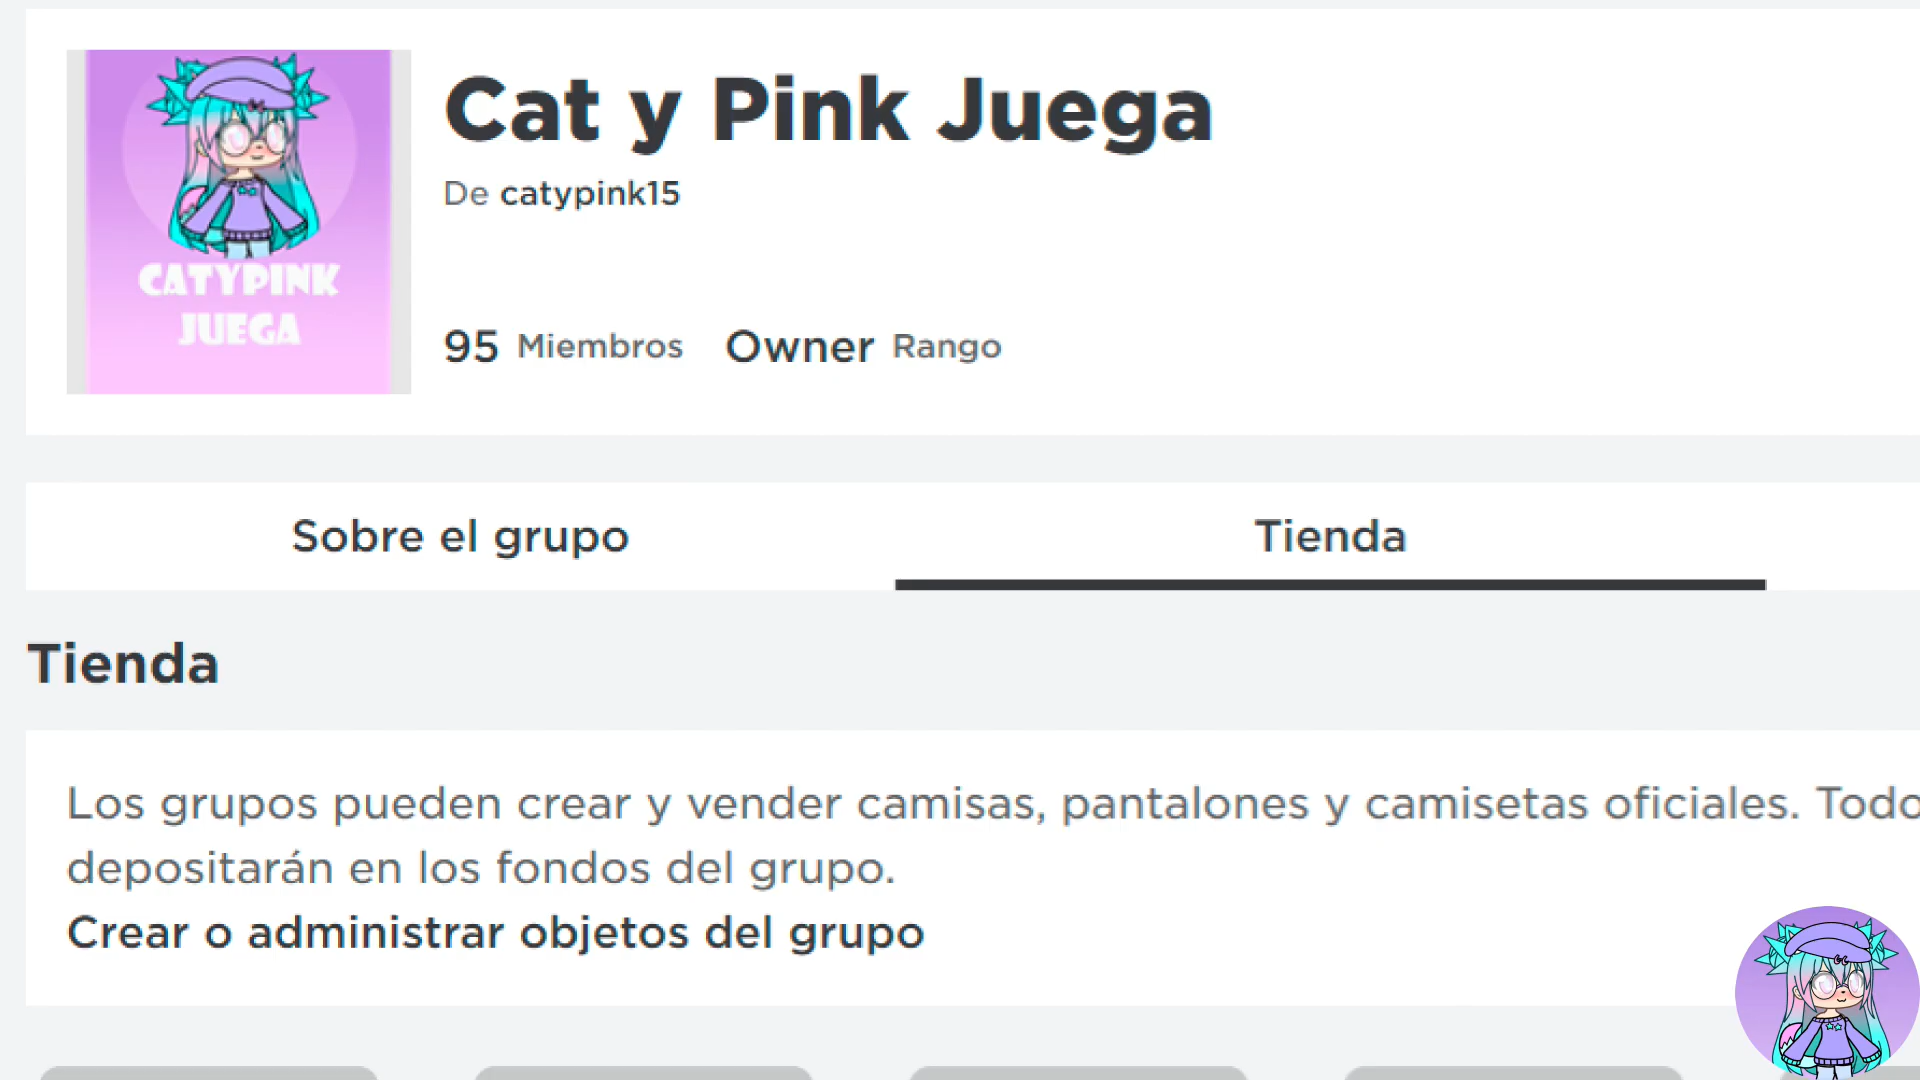 Cat y Pink Juega
De catypink15
CATYPINK
JUEGA
95 Miembros Owner Rango
Sobre el grupo Tienda
Tienda
Los grupos pueden crear y vender camisas, pantalones y camisetas oficiales. Todo
depositarán en los fondos del grupo.
Crear o administrar objetos del grupo